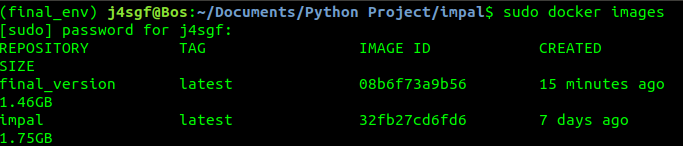 (final_env) j4sgf@Bos:~/Documents/Python Project/impal$ sudo docker images
[sudo] password for j4sgf:
REPOSITORY TAG IMAGE ID CREATED
SIZE
final_version latest 08b6f73a9b56 15 minutes ago
1.46GB
impal latest 32fb27cd6fd6 7 days ago
1.75GB